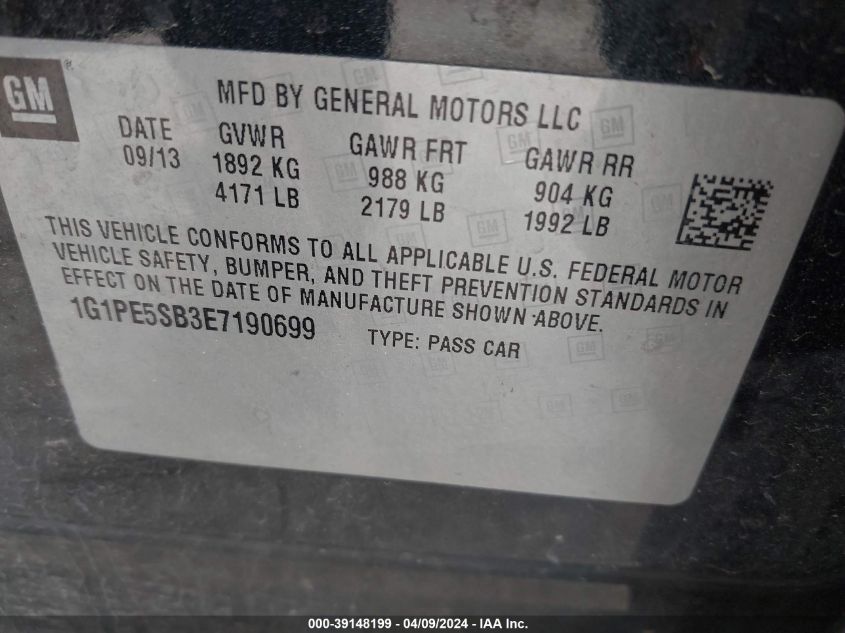 GM
MFD BY GENERAL MOTORS LLC
DATE GVWR GAWR FRT GAWR RR
09/13 1892 KG 988 KG 904 KG
4171 LB 2179 LB 1992 LB
THIS VEHICLE CONFORMS TO ALL APPLICABLE U.S. FEDERAL MOTOR
VEHICLE SAFETY, BUMPER, AND THEFT PREVENTION STANDARDS IN
EFFECT ON THE DATE OF MANUFACTURE SHOWN ABOVE.
1G1PE5SB3E7190699 TYPE: PASS CAR
000-39148199 | 04/09/2024 | IAA Inc.